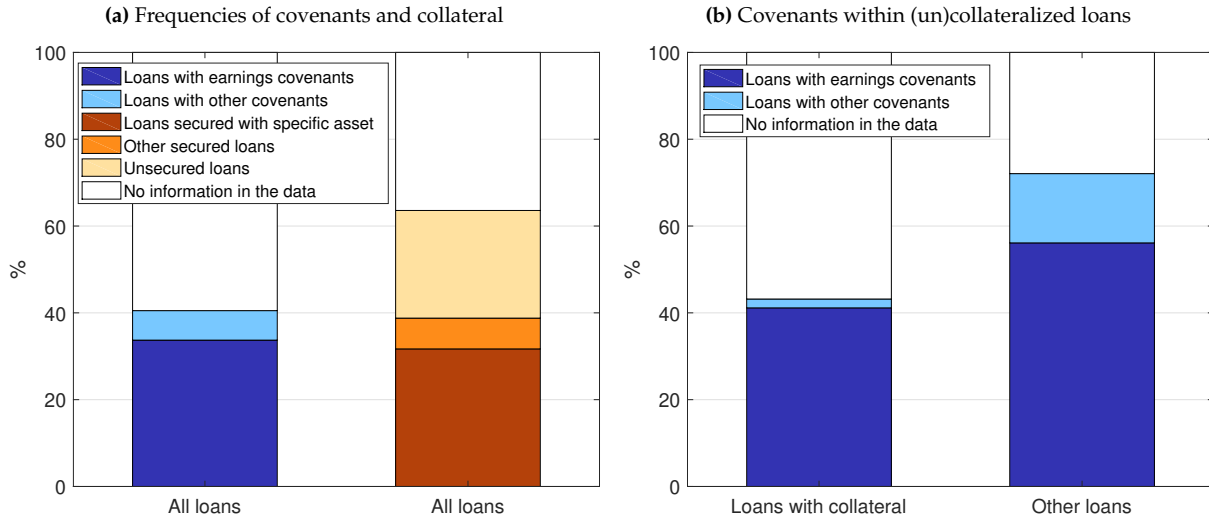 (a) Frequencies of covenants and collateral
100
80
60
40
20
0
%
Loans with earnings covenants
Loans with other covenants
Loans secured with specific asset
Other secured loans
Unsecured loans
No information in the data
All loans
All loans
(b) Covenants within (un)collateralized loans
100
80
60
40
20
0
%
Loans with earnings covenants
Loans with other covenants
No information in the data
Loans with collateral
Other loans